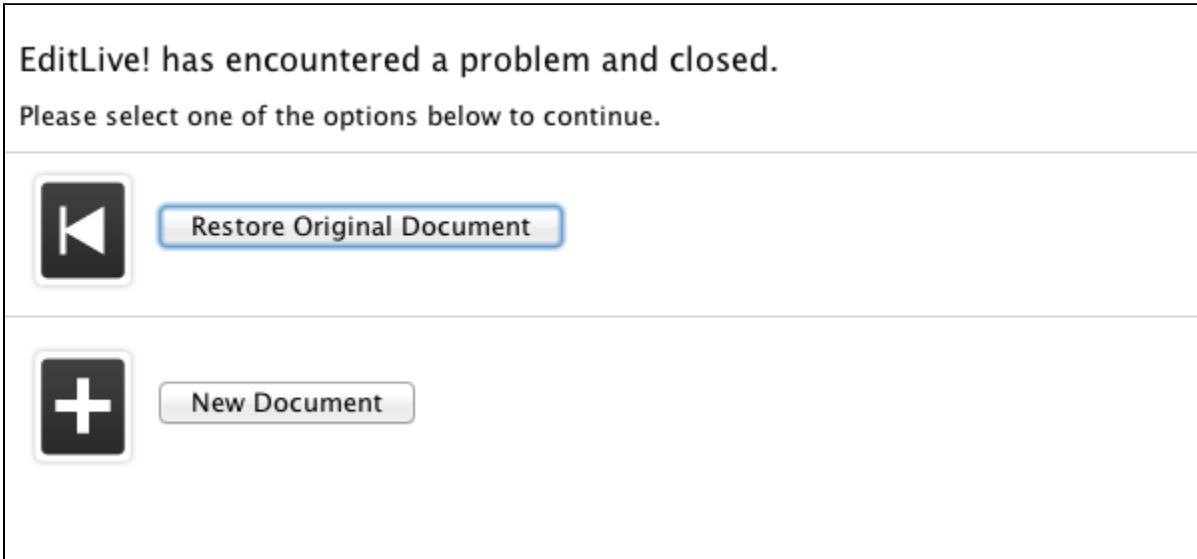 EditLive! has encountered a problem and closed.
Please select one of the options below to continue.
Restore Original Document
New Document